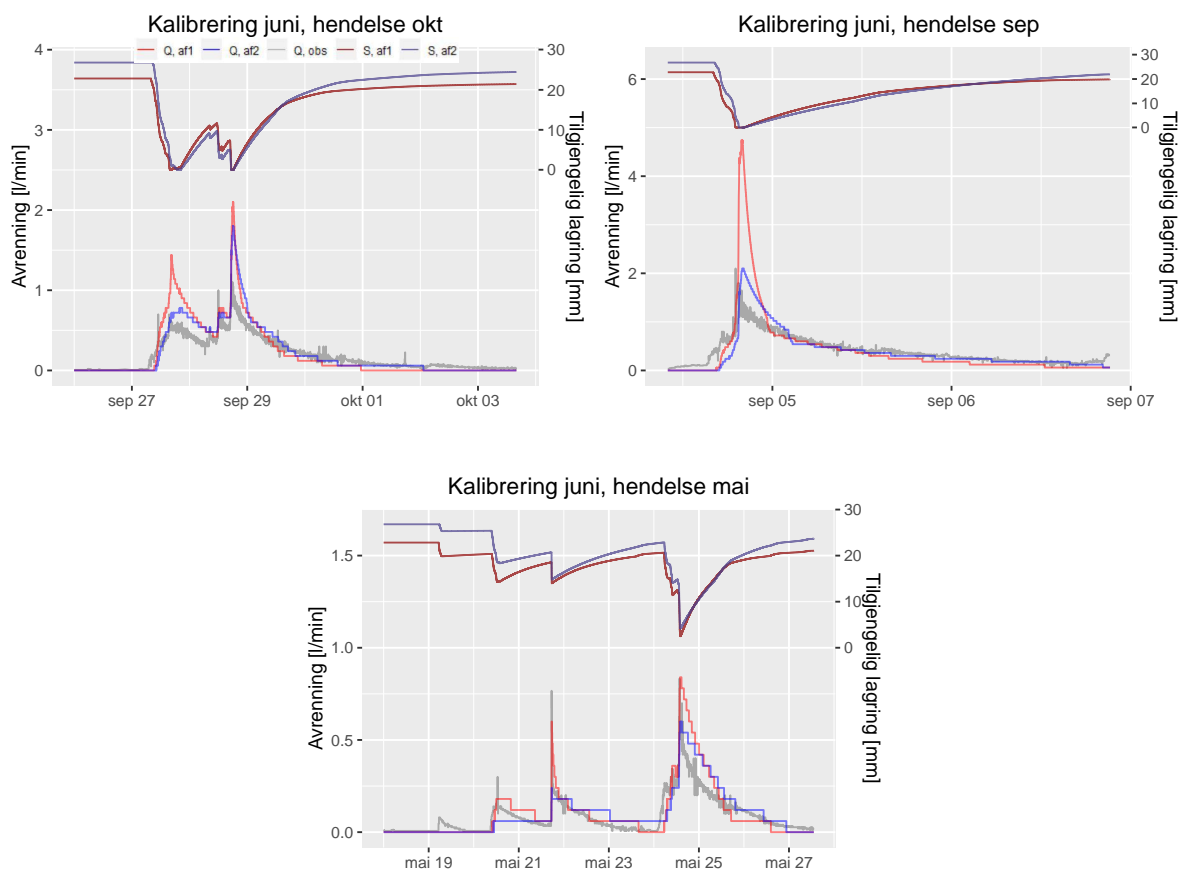 Kalibrering juni, hendelse okt
Q, af1 Q, af2 Q, obs S, af1 S, af2
Avrenning [l/min]
4
3
2
1
0
30
20
10
0
Tilgjengelig lagring [mm]
sep 27 sep 29 okt 01 okt 03
Kalibrering juni, hendelse sep
Avrenning [l/min]
6
4
2
0
30
20
10
0
Tilgjengelig lagring [mm]
sep 05 sep 06 sep 07
Kalibrering juni, hendelse mai
Avrenning [l/min]
1.5
1.0
0.5
0.0
30
20
10
0
Tilgjengelig lagring [mm]
mai 19 mai 21 mai 23 mai 25 mai 27